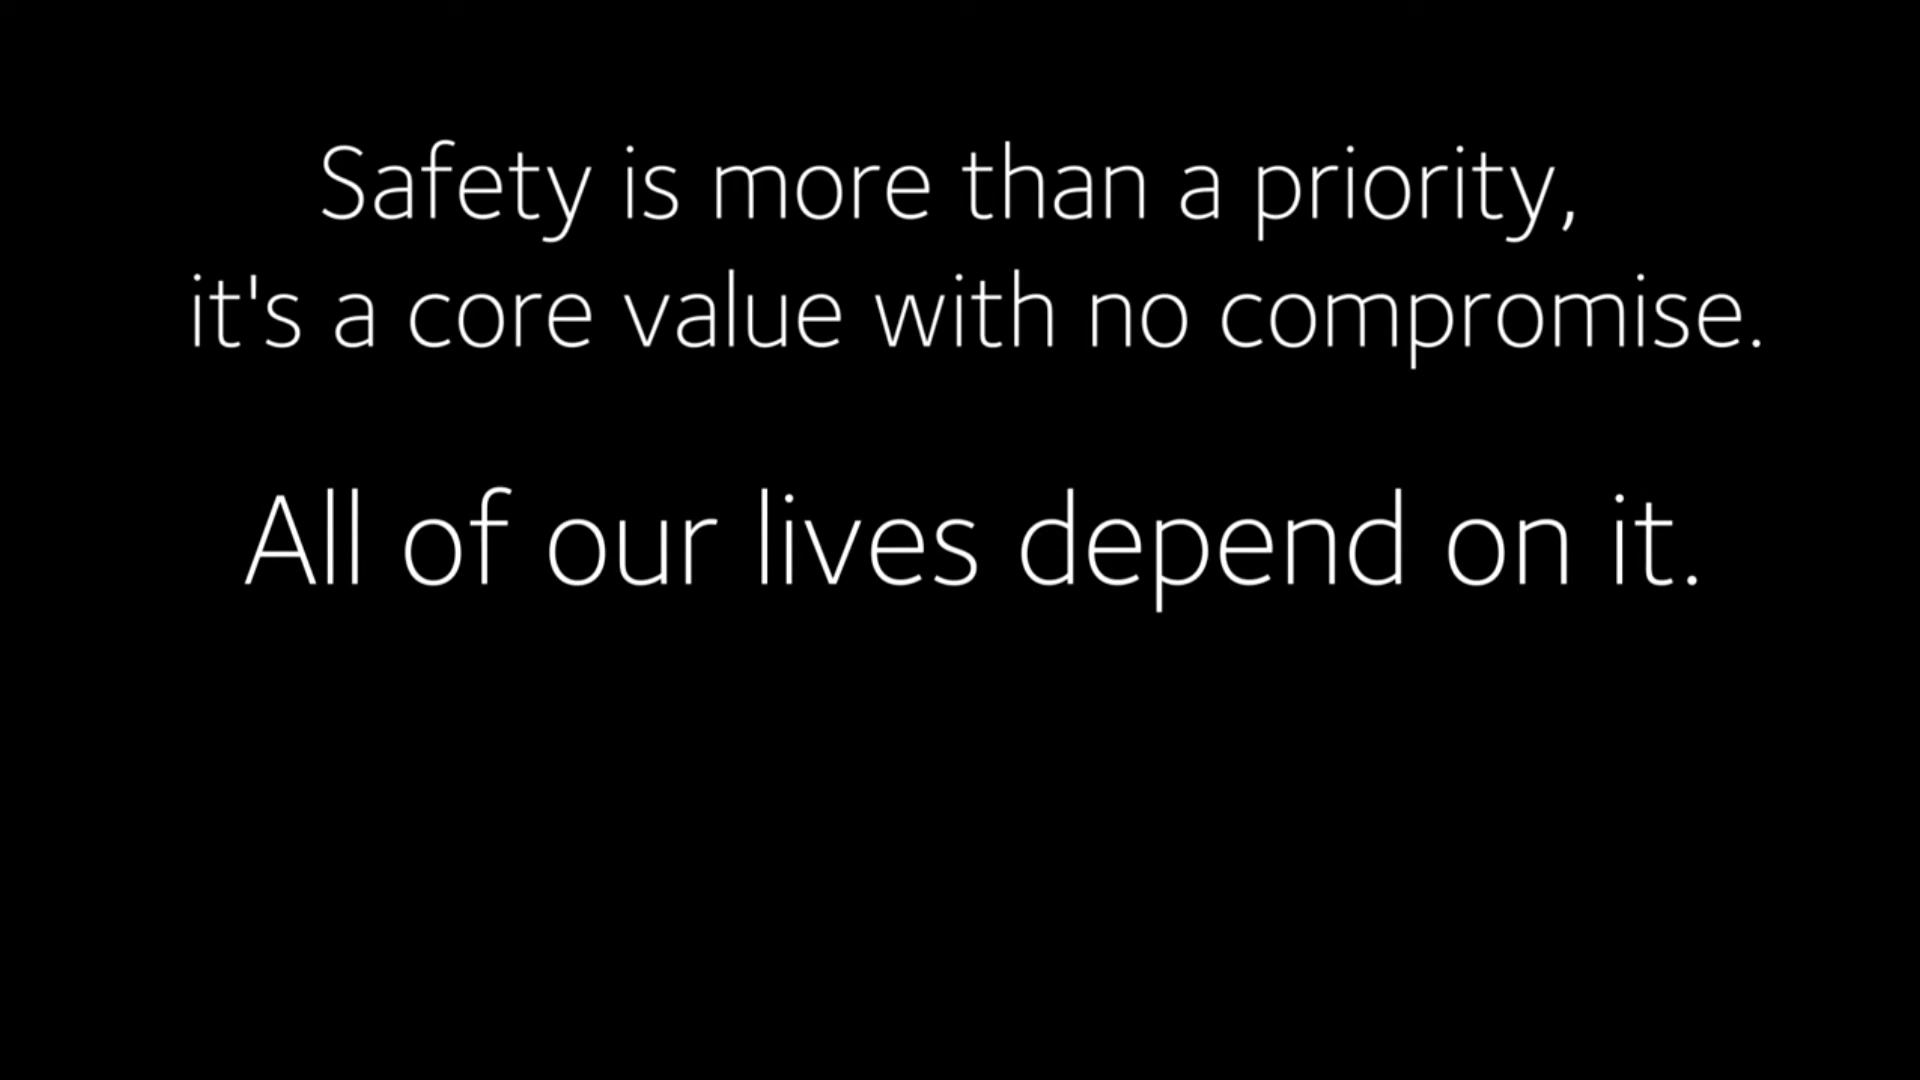 Safety is more than a priority,
it's a core value with no compromise.
All of our lives depend on it.